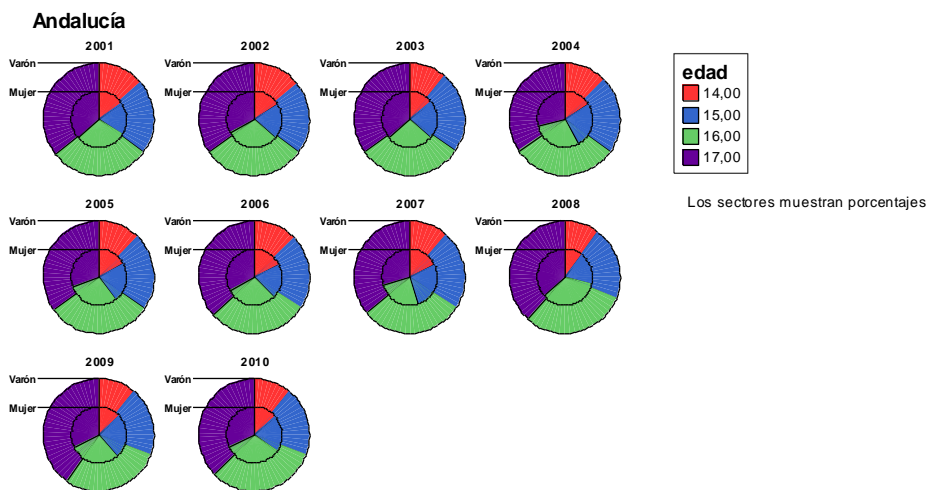 Andalucía
2001
2002
2003
2004
Varón
Mujer
Varón
Mujer
Varón
Mujer
Varón
Mujer
edad
14,00
15,00
16,00
17,00
Los sectores muestran porcentajes
2005
2006
2007
2008
Varón
Mujer
Varón
Mujer
Varón
Mujer
Varón
Mujer
2009
2010
Varón
Mujer
Varón
Mujer